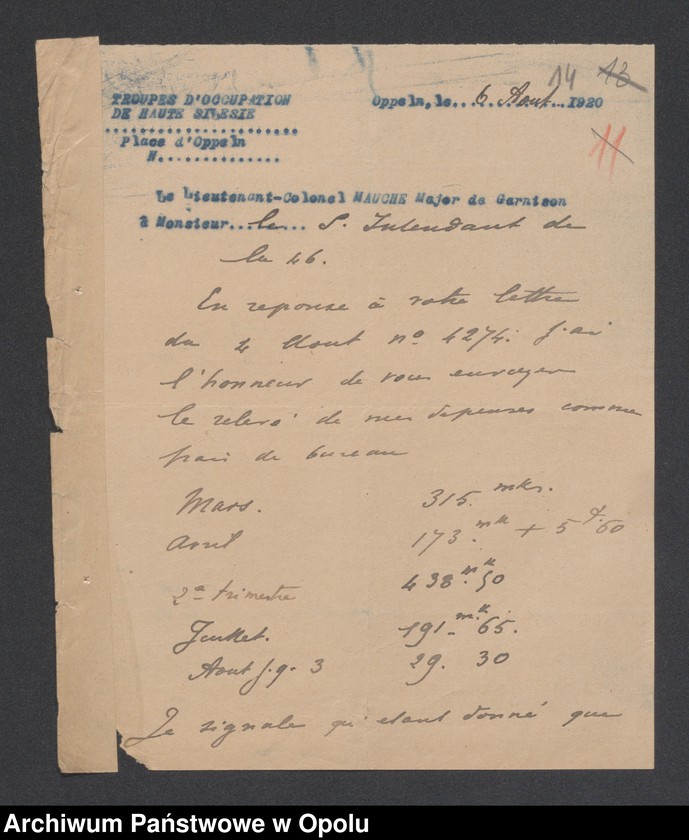 14 13
11
TROUPES D'OCCUPATION
DE HAUTE SILESIE
Place d'Oppeln
N..............
Oppeln, le...6 Aout...1920
Le Lieutenant-Colonel MAUCHE Major de Garnison
à Monsieur...le... S. Intendant de
la 46.
En reponse à votre lettre
du 4 Aout n° 4274. j'ai
l'honneur de vous envoyer
le relevé de mes depenses comme
frais de bureau
Mars. 315. mks.
Avril 173. mk + 5 f. 60
2e trimestre 438. mk 50
Juillet. 191. mk 65.
Aout j.q. 3 29. 30
Je signale qu'etant donné que
Archiwum Państwowe w Opolu